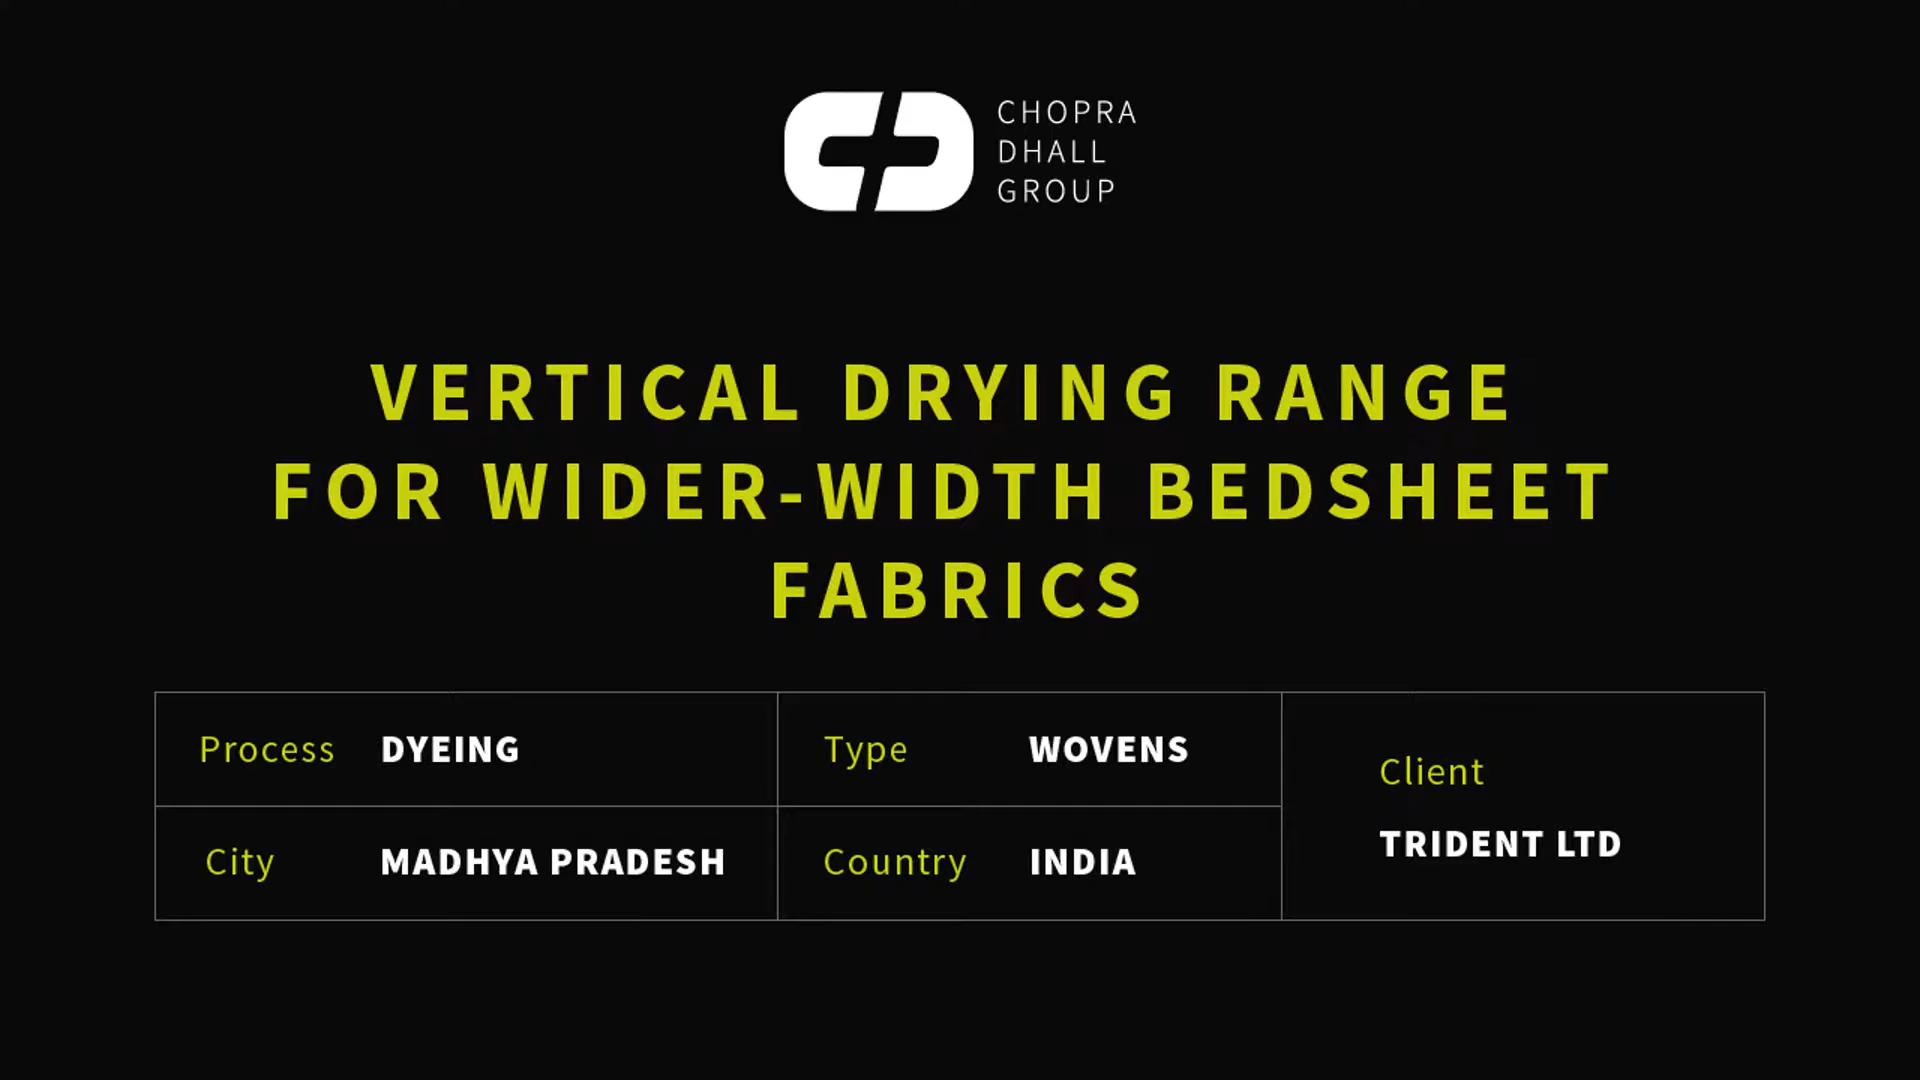 CHOPRA
DHALL
GROUP
VERTICAL DRYING RANGE
FOR WIDER-WIDTH BEDSHEET
FABRICS
Process DYEING
Type WOVENS
City MADHYA PRADESH
Country INDIA
Client
TRIDENT LTD